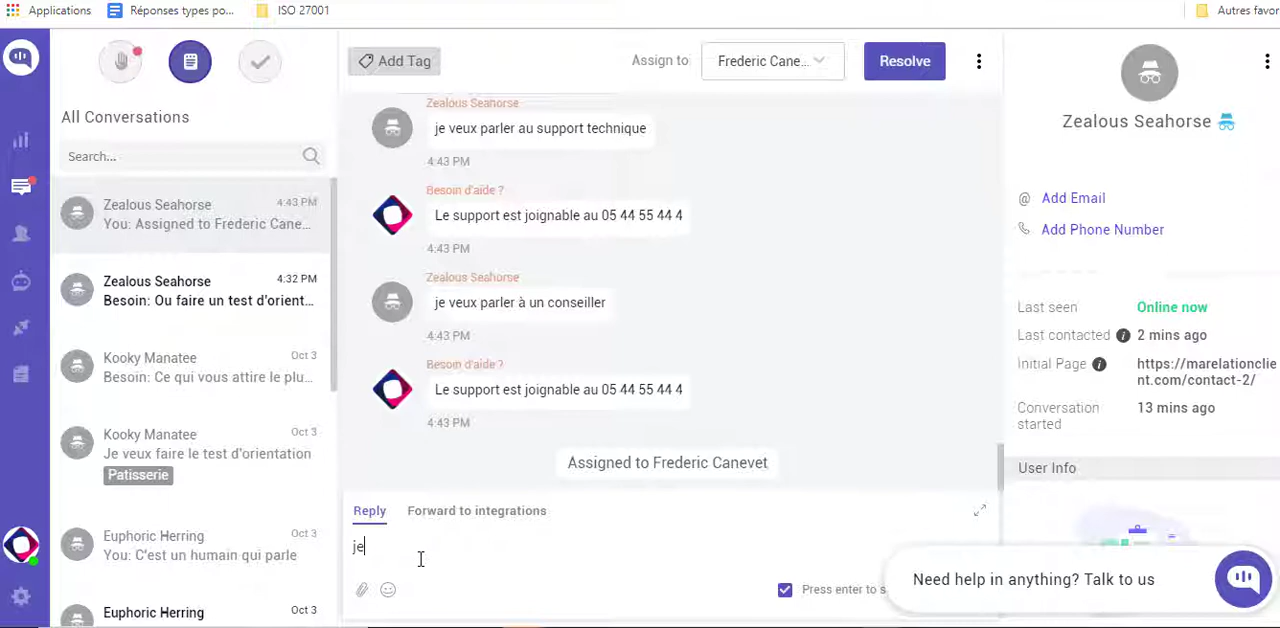 Applications
Réponses types po...
ISO 27001
Autres favor
All Conversations
Search...
Zealous Seahorse
4:43 PM
You: Assigned to Frederic Cane...
Zealous Seahorse
4:32 PM
Besoin: Ou faire un test d'orient...
Kooky Manatee
Oct 3
Besoin: Ce qui vous attire le plu...
Kooky Manatee
Oct 3
Je veux faire le test d'orientation
Patisserie
Euphoric Herring
Oct 3
You: C'est un humain qui parle
Euphoric Herring
Oct 3
Add Tag
Assign to
Frederic Cane...
Resolve
Zealous Seahorse
je veux parler au support technique
4:43 PM
Besoin d'aide ?
Le support est joignable au 05 44 55 44 4
4:43 PM
Zealous Seahorse
je veux parler à un conseiller
4:43 PM
Besoin d'aide ?
Le support est joignable au 05 44 55 44 4
4:43 PM
Assigned to Frederic Canevet
Reply
Forward to integrations
je
Press enter to s
Zealous Seahorse
@ Add Email
Add Phone Number
Last seen
Online now
Last contacted
2 mins ago
Initial Page
https://marelationclie
nt.com/contact-2/
Conversation
started
13 mins ago
User Info
Need help in anything? Talk to us